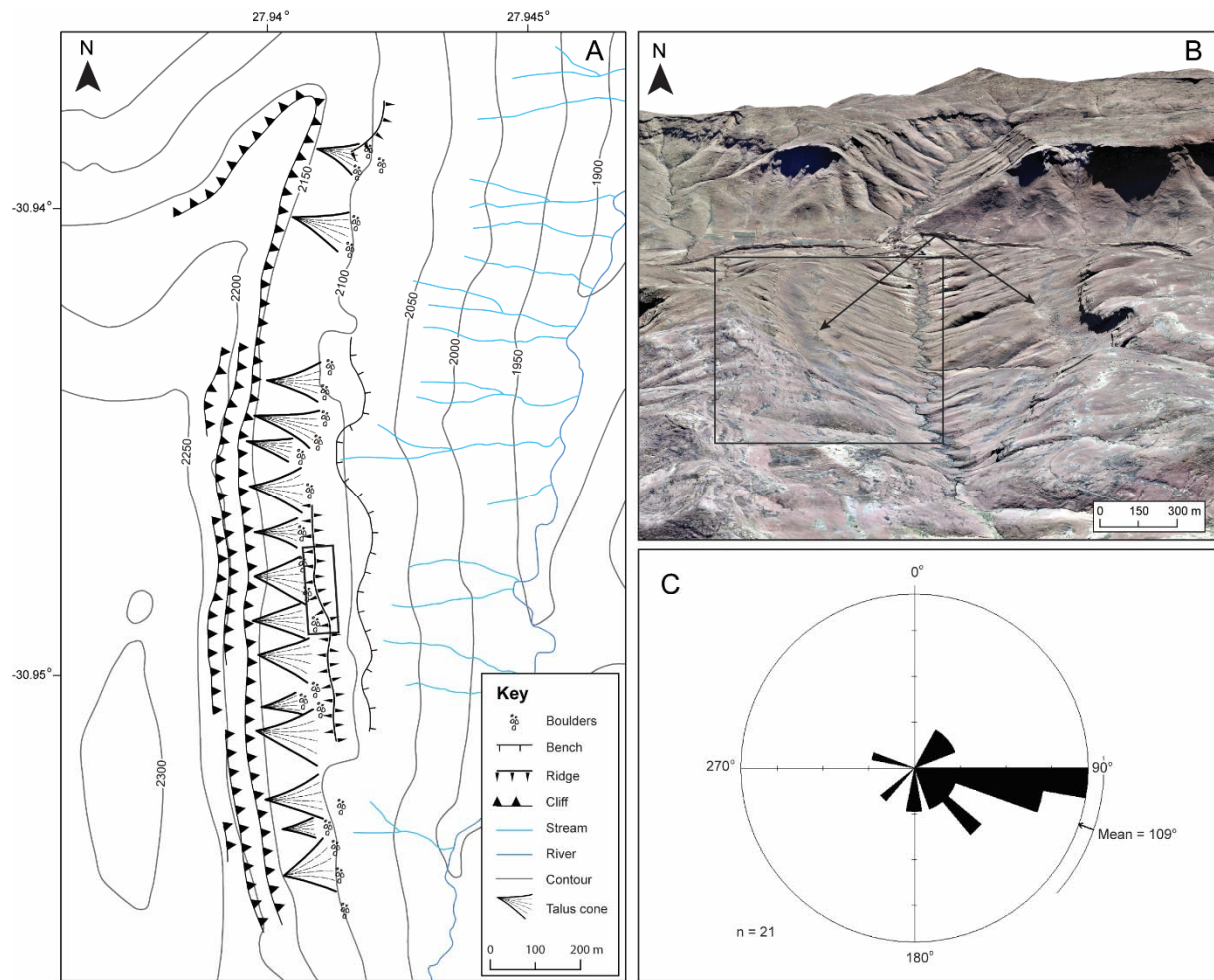 27.94°
27.945°
N
A
-30.94°
-30.95°
2150
2200
2250
2300
2100
2050
2000
1950
1900
Key
Boulders
Bench
Ridge
Cliff
Stream
River
Contour
Talus cone
0 100 200 m
N
B
0 150 300 m
C
0°
270°
90°
Mean = 109°
n = 21
180°